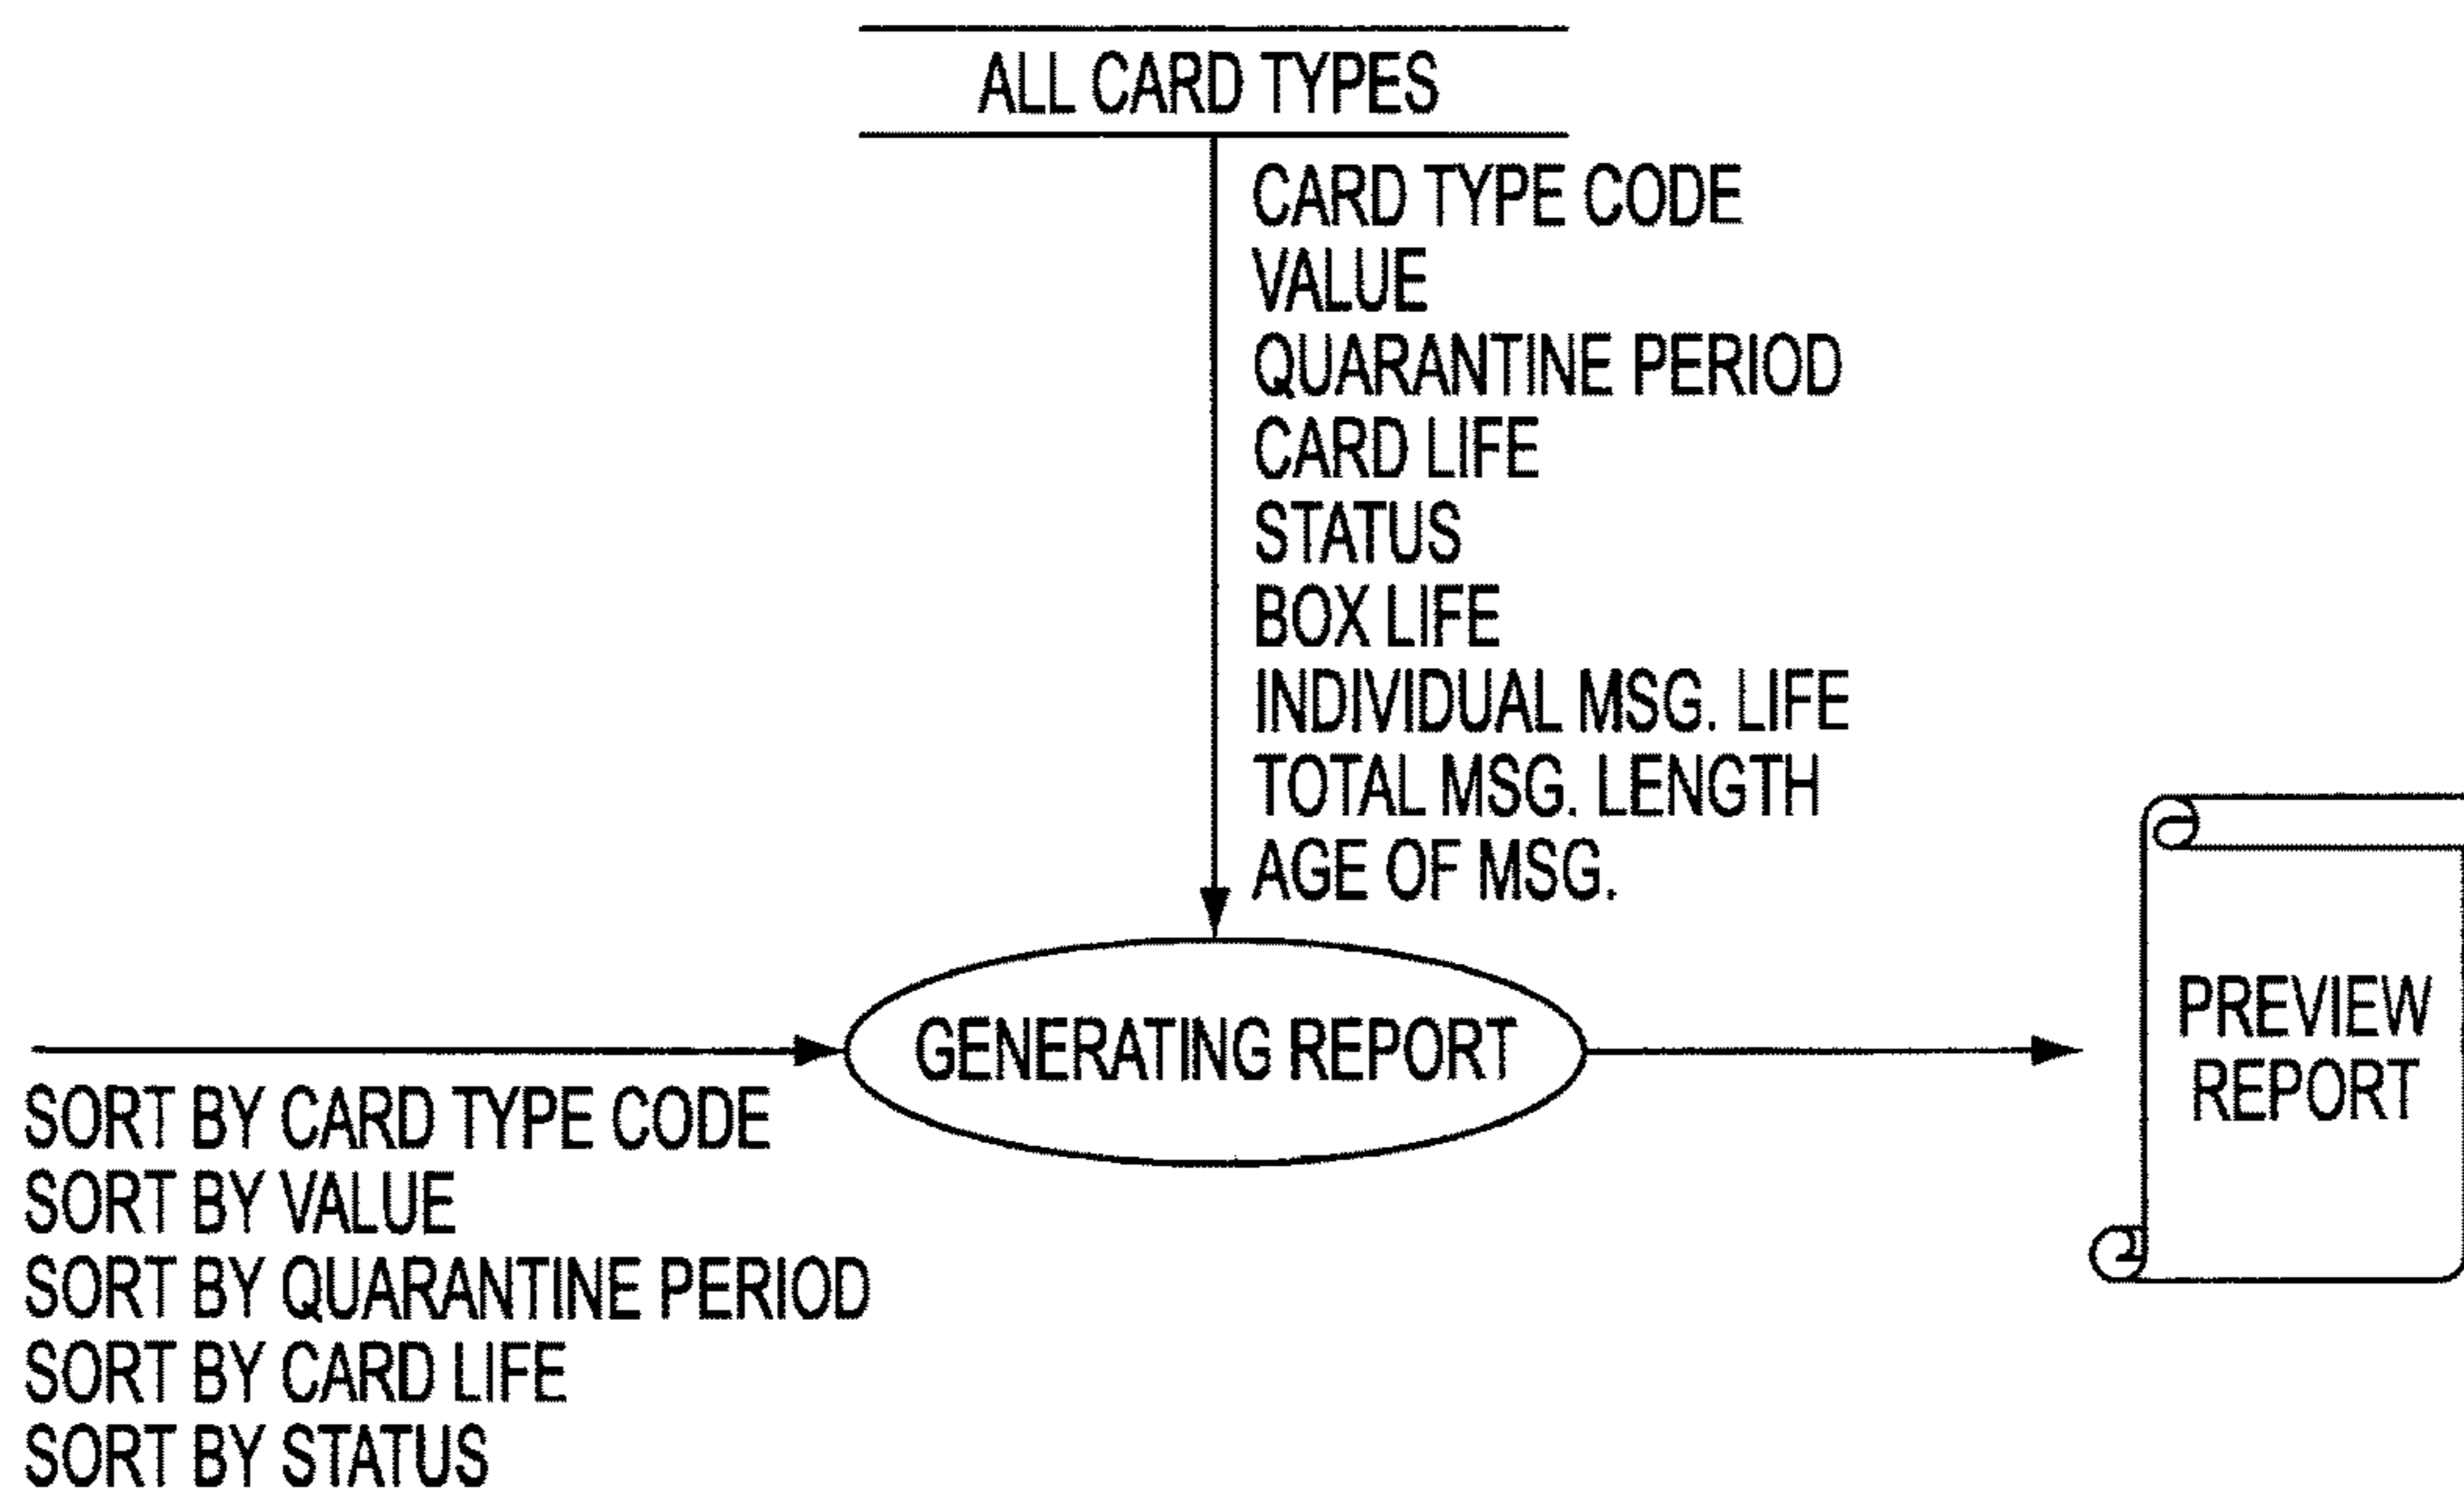 ALL CARD TYPES
CARD TYPE CODE
VALUE
QUARANTINE PERIOD
CARD LIFE
STATUS
BOX LIFE
INDIVIDUAL MSG. LIFE
TOTAL MSG. LENGTH
AGE OF MSG.
GENERATING REPORT
PREVIEW
REPORT
SORT BY CARD TYPE CODE
SORT BY VALUE
SORT BY QUARANTINE PERIOD
SORT BY CARD LIFE
SORT BY STATUS